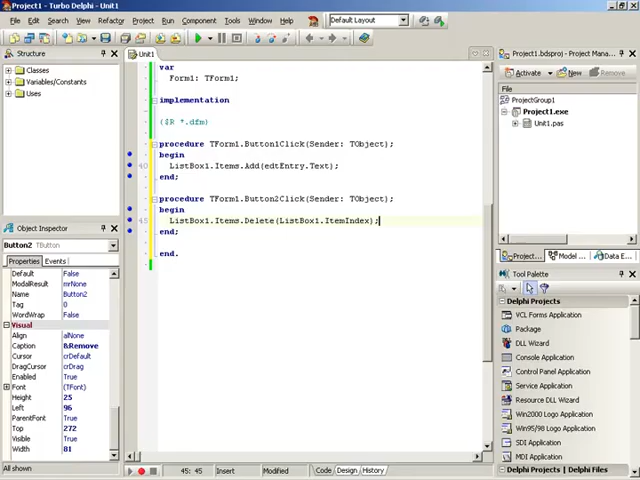 Project1 - Turbo Delphi - Unit1
File Edit Search View Refactor Project Run Component Tools Window Help
Default Layout
Structure
Classes
Variables/Constants
Uses
Object Inspector
Button2 TButton
Properties Events
Default False
ModalResult mrNone
Name Button2
Tag 0
WordWrap False
Visual
Align alNone
Caption &Remove
Cursor crDefault
DragCursor crDrag
Enabled True
Font (TFont)
Height 25
Left 96
ParentFont True
Top 272
Visible True
Width 81
All shown
Unit1
var
Form1: TForm1;
implementation
{$R *.dfm}
procedure TForm1.Button1Click(Sender: TObject);
begin
40 ListBox1.Items.Add(edtEntry.Text);
end;
procedure TForm1.Button2Click(Sender: TObject);
begin
45 ListBox1.Items.Delete(ListBox1.ItemIndex);
end;
end.
45: 45 Insert Modified Code Design History
Project1.bdsproj - Project Mana...
Activate New Remove
File
ProjectGroup1
Project1.exe
Unit1.pas
Project... Model ... Data E...
Tool Palette
Delphi Projects
VCL Forms Application
Package
DLL Wizard
Console Application
Control Panel Application
Service Application
Resource DLL Wizard
Win2000 Logo Application
Win95/98 Logo Application
SDI Application
MDI Application
Delphi Projects | Delphi Files